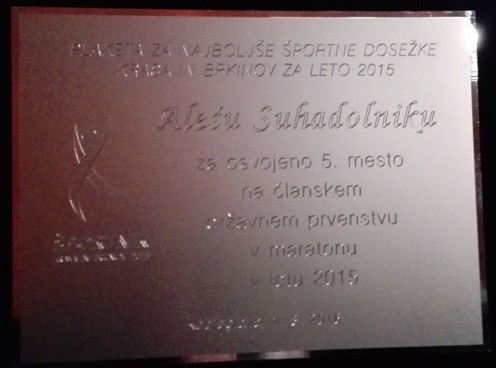 PLAKETA ZA NAJBOLJŠE ŠPORTNE DOSEŽKE
KRASA IN BRKINOV ZA LETO 2015
Alešu Suhadolniku
za osvojeno 5. mesto
na članskem
državnem prvenstvu
v maratonu
v letu 2015
2016